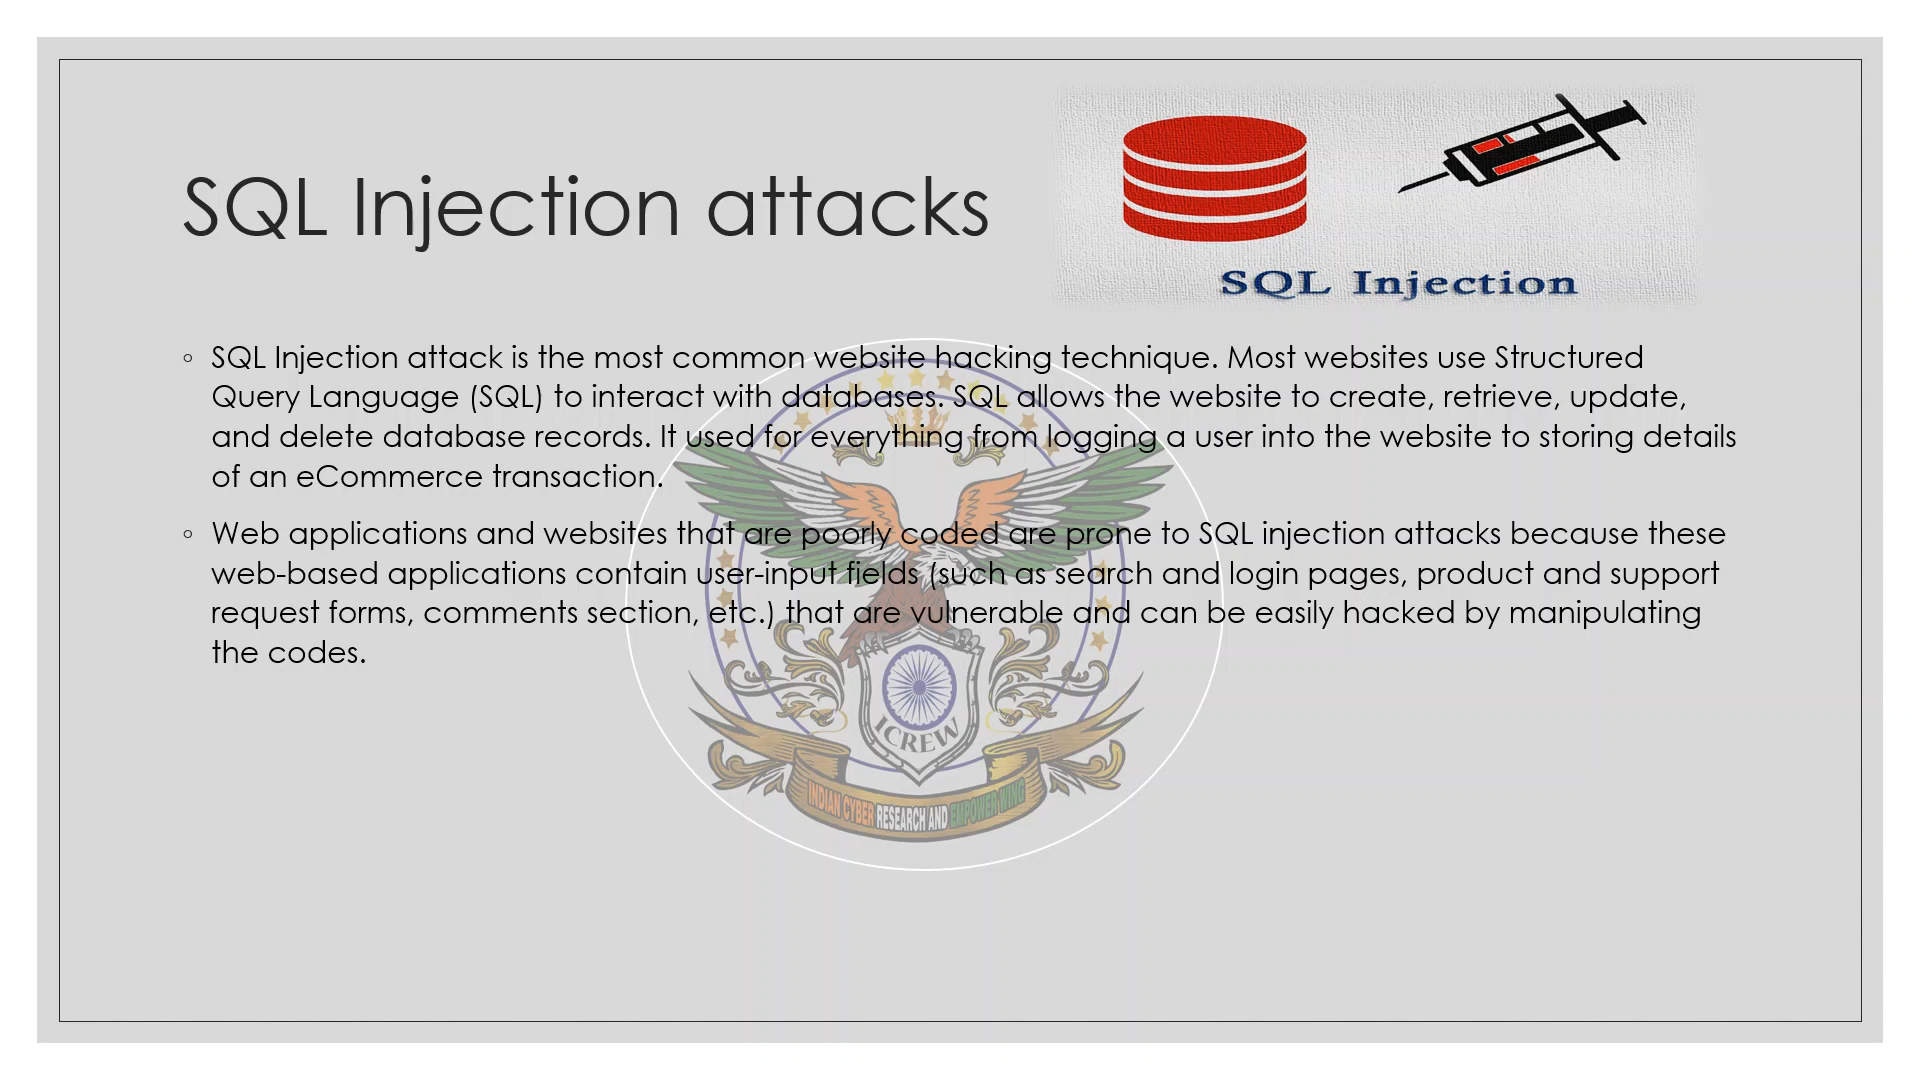 SQL Injection attacks
SQL Injection
◦ SQL Injection attack is the most common website hacking technique. Most websites use Structured
Query Language (SQL) to interact with databases. SQL allows the website to create, retrieve, update,
and delete database records. It used for everything from logging a user into the website to storing details
of an eCommerce transaction.
◦ Web applications and websites that are poorly coded are prone to SQL injection attacks because these
web-based applications contain user-input fields (such as search and login pages, product and support
request forms, comments section, etc.) that are vulnerable and can be easily hacked by manipulating
the codes.
ICREW
INDIAN CYBER RESEARCH AND EMPOWER WING